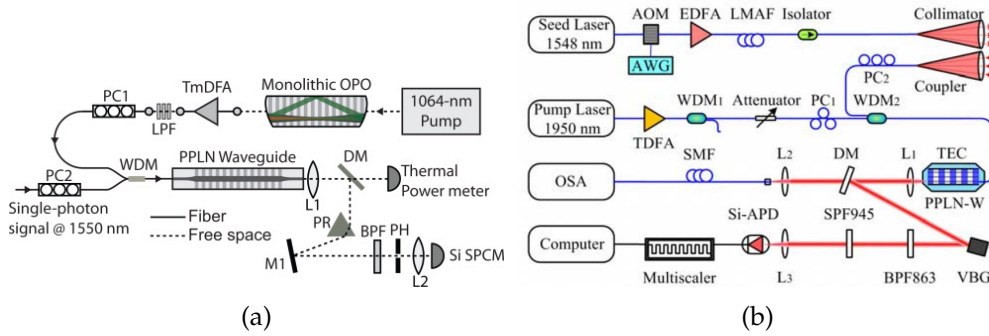 PC1
TmDFA
Monolithic OPO
1064-nm
Pump
LPF
WDM
PPLN Waveguide
DM
Thermal
Power meter
PC2
L1
Single-photon
signal @ 1550 nm
Fiber
Free space
PR
BPF
PH
Si SPCM
M1
L2
(a)
Seed Laser
1548 nm
AOM
EDFA
LMAF
Isolator
Collimator
AWG
PC2
Coupler
Pump Laser
1950 nm
WDM1
Attenuator
PC1
WDM2
TDFA
SMF
L2
DM
L1
TEC
OSA
PPLN-W
Si-APD
SPF945
Computer
Multiscaler
L3
BPF863
VBG
(b)